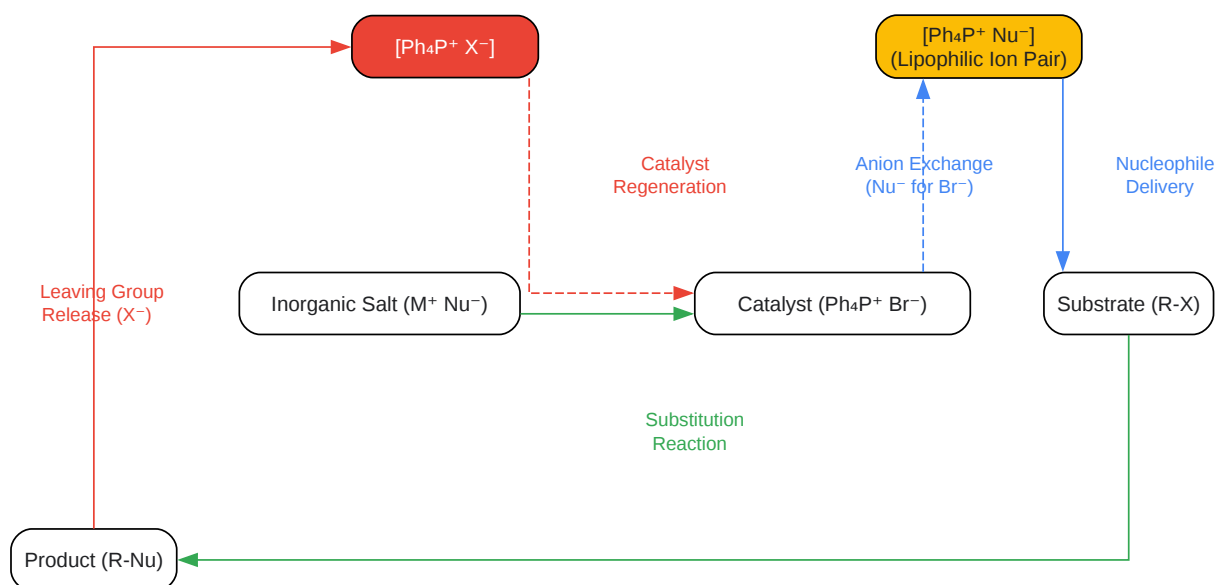 [Ph₄P⁺ X⁻]
[Ph₄P⁺ Nu⁻]
(Lipophilic Ion Pair)
Catalyst
Regeneration
Anion Exchange
(Nu⁻ for Br⁻)
Nucleophile
Delivery
Leaving Group
Release (X⁻)
Inorganic Salt (M⁺ Nu⁻)
Catalyst (Ph₄P⁺ Br⁻)
Substrate (R-X)
Substitution
Reaction
Product (R-Nu)